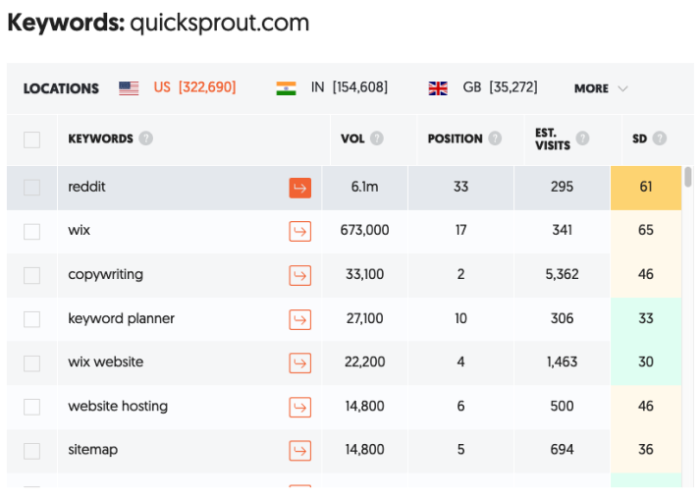 Keywords: quicksprout.com
LOCATIONS US [322,690] IN [154,608] GB [35,272] MORE
KEYWORDS ? VOL ? POSITION ? EST. VISITS ? SD ?
reddit 6.1m 33 295 61
wix 673,000 17 341 65
copywriting 33,100 2 5,362 46
keyword planner 27,100 10 306 33
wix website 22,200 4 1,463 30
website hosting 14,800 6 500 46
sitemap 14,800 5 694 36